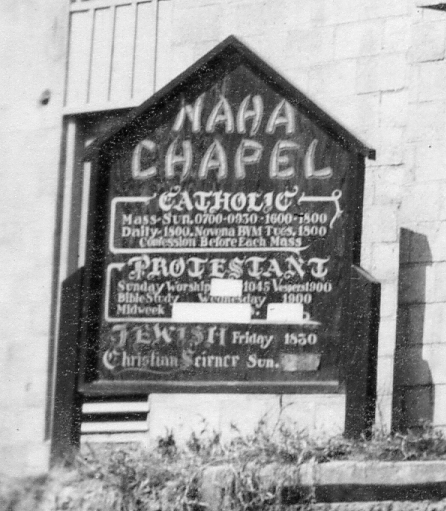 NAHA
CHAPEL
CATHOLIC
Mass-Sun. 0700-0930-1600-1800
Daily-1800. Novena BVM Tues. 1800
Confession Before Each Mass
PROTESTANT
Sunday Worship 1045 Vespers 1900
Bible Study Wednesday 1900
Midweek
JEWISH Friday 1830
Christian Science Sun.